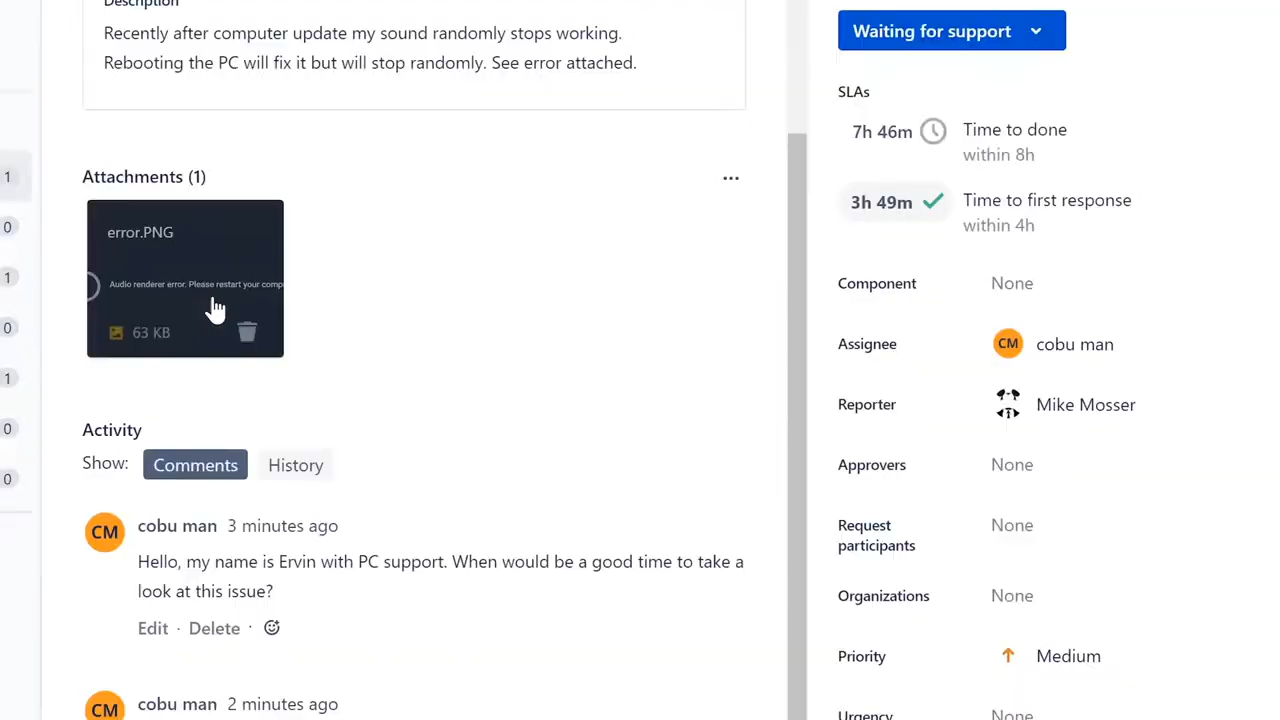 Description
Recently after computer update my sound randomly stops working.
Rebooting the PC will fix it but will stop randomly. See error attached.
Attachments (1)
error.PNG
Audio renderer error. Please restart your comp
63 KB
Activity
Show: Comments History
CM cobu man 3 minutes ago
Hello, my name is Ervin with PC support. When would be a good time to take a
look at this issue?
Edit · Delete ·
CM cobu man 2 minutes ago
1
0
1
0
1
0
0
Waiting for support
SLAs
7h 46m Time to done
within 8h
3h 49m Time to first response
within 4h
Component None
Assignee CM cobu man
Reporter Mike Mosser
Approvers None
Request
participants
None
Organizations None
Priority Medium
Urgency None